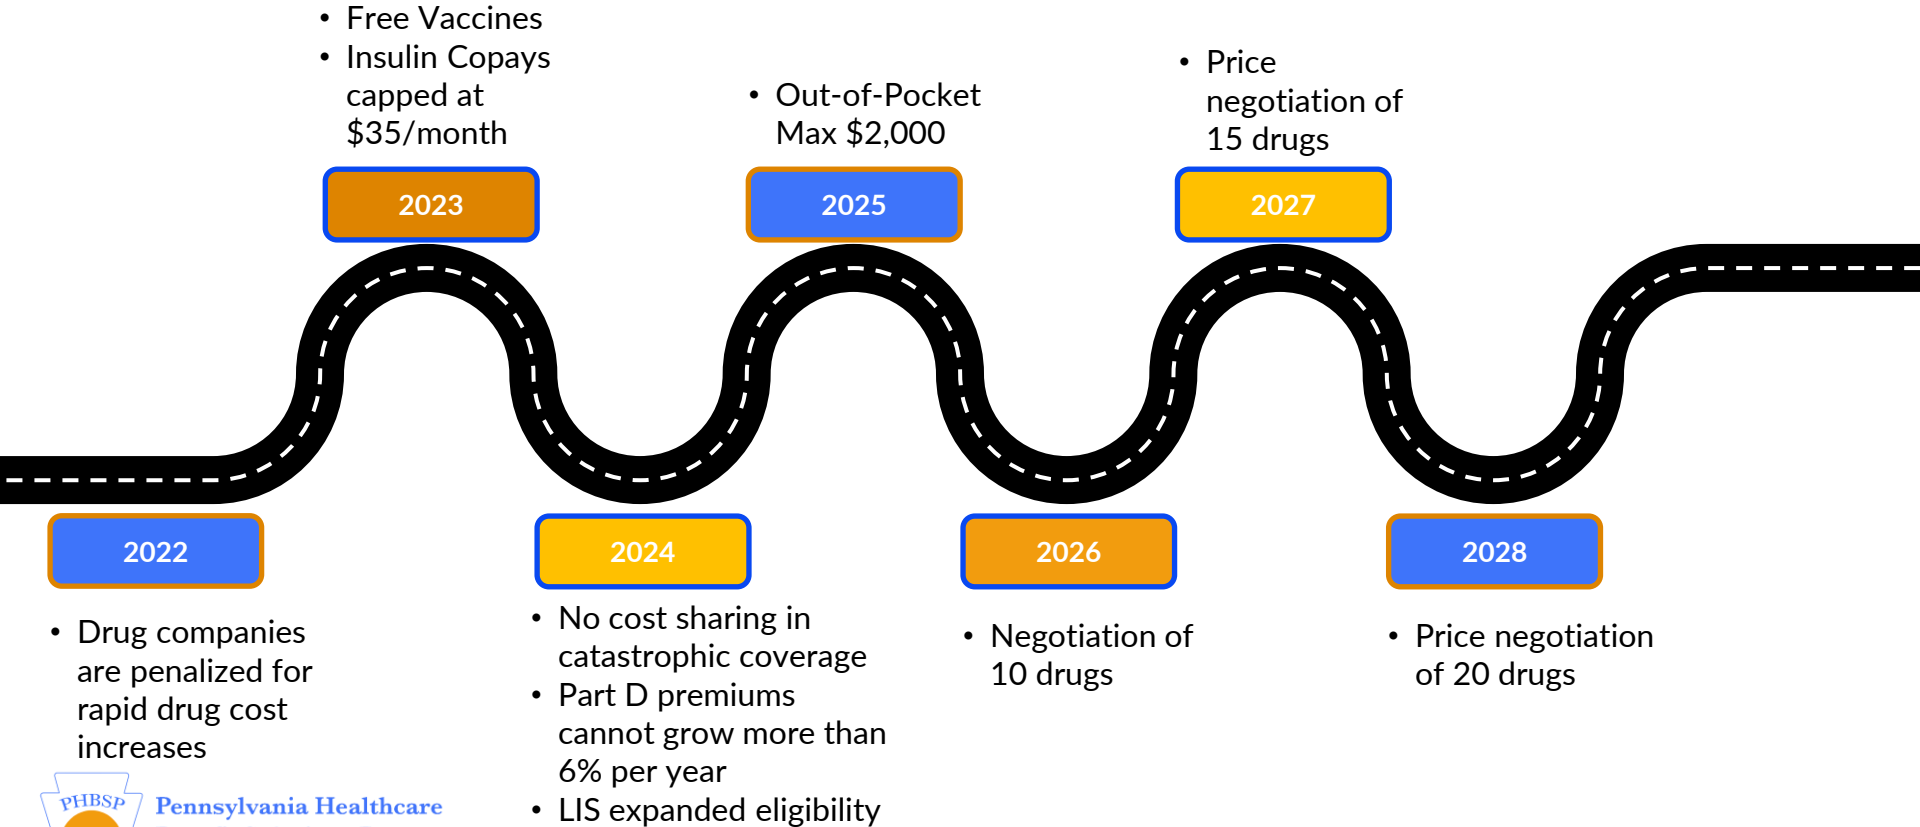 • Free Vaccines
• Insulin Copays
capped at
$35/month
2023
• Out-of-Pocket
Max $2,000
2025
• Price
negotiation of
15 drugs
2027
2022
• Drug companies
are penalized for
rapid drug cost
increases
2024
• No cost sharing in
catastrophic coverage
• Part D premiums
cannot grow more than
6% per year
• LIS expanded eligibility
2026
• Negotiation of
10 drugs
2028
• Price negotiation
of 20 drugs
PHBSP
Pennsylvania Healthcare